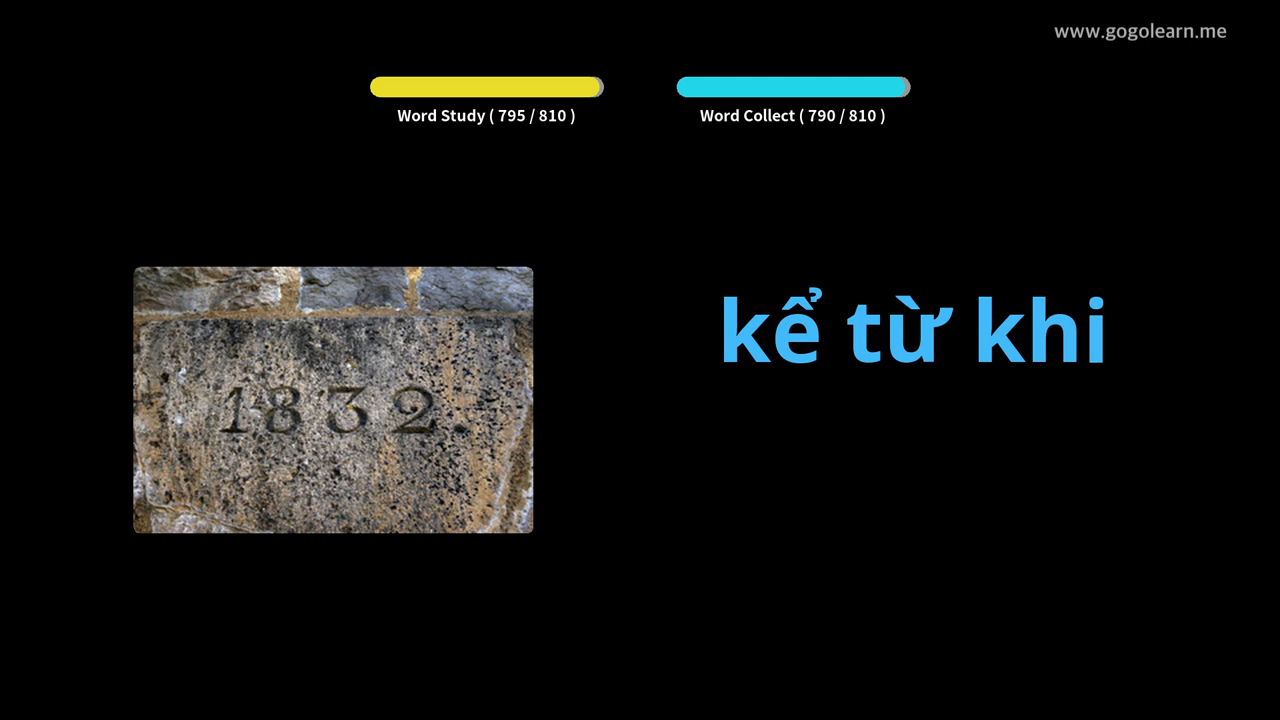 www.gogolearn.me
Word Study ( 795 / 810 )
Word Collect ( 790 / 810 )
1832.
kể từ khi